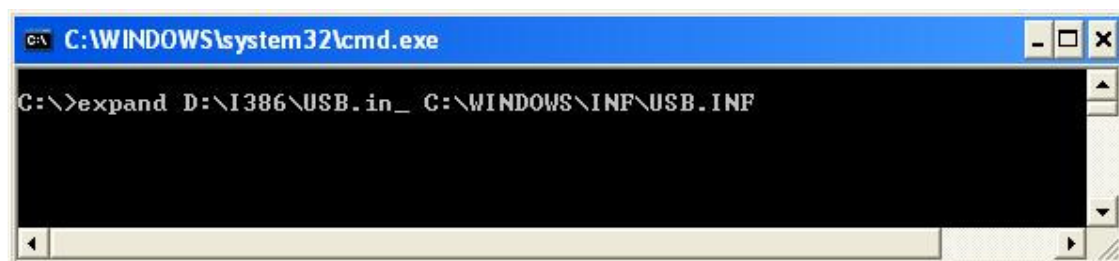 C:\WINDOWS\system32\cmd.exe
C:\>expand D:\I386\USB.in_ C:\WINDOWS\INF\USB.INF